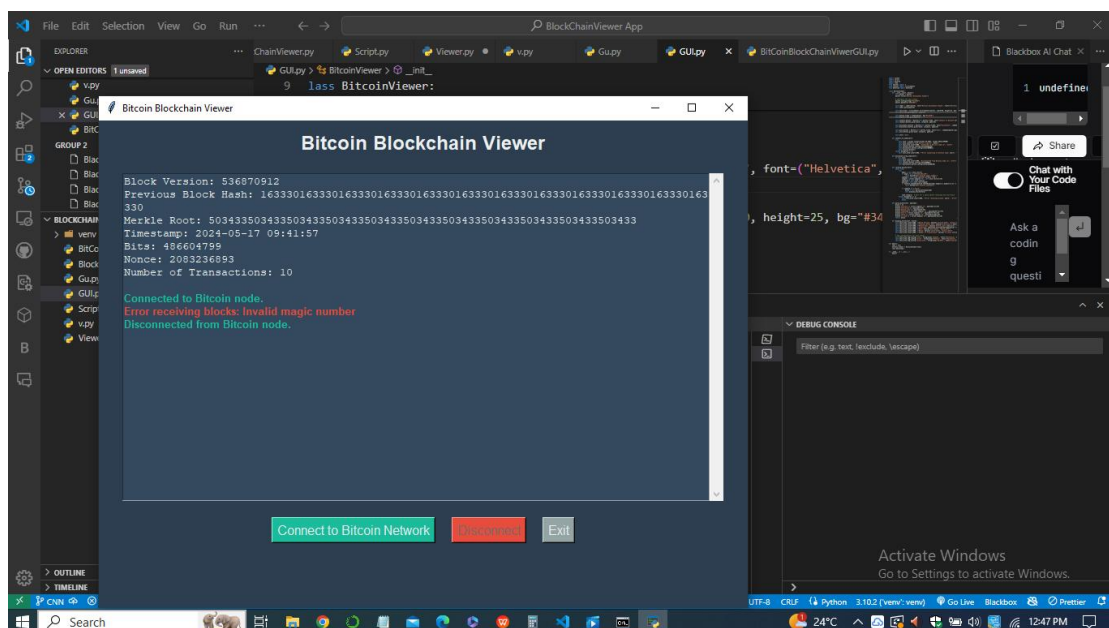 File Edit Selection View Go Run ··· BlockChainViewer App
EXPLORER ···
OPEN EDITORS 1 unsaved
v.py
GROUP 2
BLOCKCHAIN
venv
OUTLINE
TIMELINE
ChainViewer.py Script.py Viewer.py v.py Gu.py GUI.py BitCoinBlockChainViwerGUI.py
GUI.py > BitcoinViewer > __init__
9 lass BitcoinViewer:
, font=("Helvetica",
, height=25, bg="#34
Bitcoin Blockchain Viewer
Bitcoin Blockchain Viewer
Block Version: 536870912
Previous Block Hash: 163330163330163330163330163330163330163330163330163330163330163330163
330
Merkle Root: 503433503433503433503433503433503433503433503433503433503433503433
Timestamp: 2024-05-17 09:41:57
Bits: 486604799
Nonce: 2083236893
Number of Transactions: 10
Connected to Bitcoin node.
Error receiving blocks: Invalid magic number
Disconnected from Bitcoin node.
Connect to Bitcoin Network Disconnect Exit
Blackbox AI Chat
1 undefined
Share
Chat with
Your Code
Files
Ask a
codin
g
questi
DEBUG CONSOLE
Filter (e.g. text, !exclude, \escape)
Activate Windows
Go to Settings to activate Windows.
CNN UTF-8 CRLF Python 3.10.2 ('venv': venv) Go Live Blackbox Prettier
Search 24°C 12:47 PM